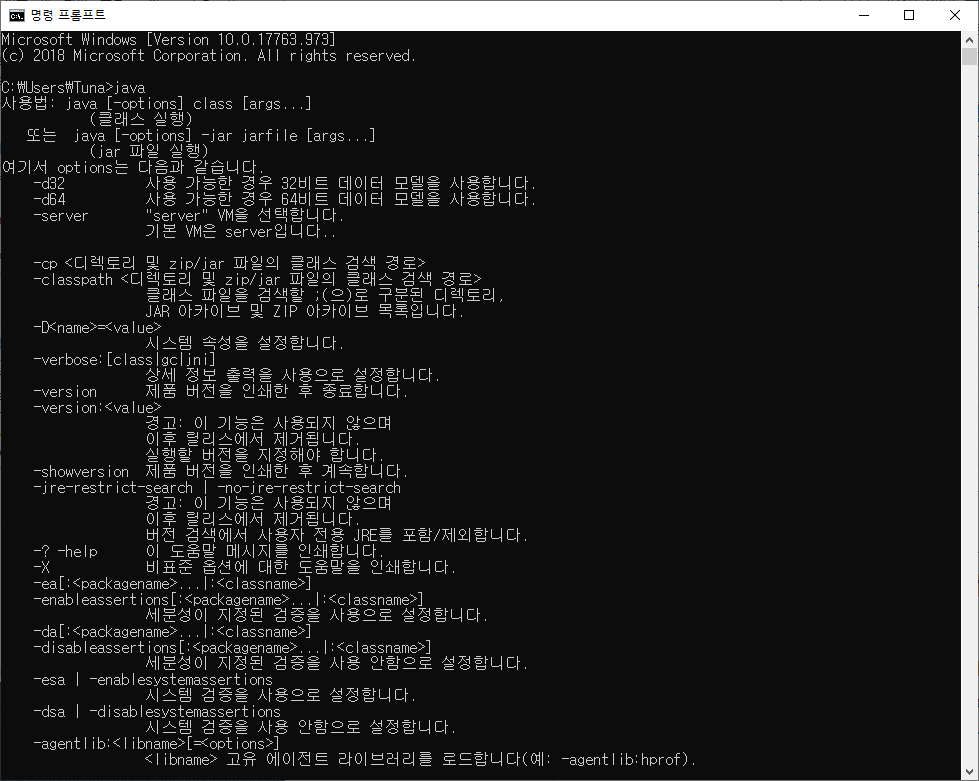 명령 프롬프트
Microsoft Windows [Version 10.0.17763.973]
(c) 2018 Microsoft Corporation. All rights reserved.
C:₩Users₩Tuna>java
사용법: java [-options] class [args...]
(클래스 실행)
또는  java [-options] -jar jarfile [args...]
(jar 파일 실행)
여기서 options는 다음과 같습니다.
-d32          사용 가능한 경우 32비트 데이터 모델을 사용합니다.
-d64          사용 가능한 경우 64비트 데이터 모델을 사용합니다.
-server       "server" VM을 선택합니다.
기본 VM은 server입니다..
-cp <디렉토리 및 zip/jar 파일의 클래스 검색 경로>
-classpath <디렉토리 및 zip/jar 파일의 클래스 검색 경로>
클래스 파일을 검색할 ;(으)로 구분된 디렉토리,
JAR 아카이브 및 ZIP 아카이브 목록입니다.
-D<name>=<value>
시스템 속성을 설정합니다.
-verbose:[class|gc|jni]
상세 정보 출력을 사용으로 설정합니다.
-version      제품 버전을 인쇄한 후 종료합니다.
-version:<value>
경고: 이 기능은 사용되지 않으며
이후 릴리스에서 제거됩니다.
실행할 버전을 지정해야 합니다.
-showversion  제품 버전을 인쇄한 후 계속합니다.
-jre-restrict-search | -no-jre-restrict-search
경고: 이 기능은 사용되지 않으며
이후 릴리스에서 제거됩니다.
버전 검색에서 사용자 전용 JRE를 포함/제외합니다.
-? -help      이 도움말 메시지를 인쇄합니다.
-X            비표준 옵션에 대한 도움말을 인쇄합니다.
-ea[:<packagename>...|:<classname>]
-enableassertions[:<packagename>...|:<classname>]
세분성이 지정된 검증을 사용으로 설정합니다.
-da[:<packagename>...|:<classname>]
-disableassertions[:<packagename>...|:<classname>]
세분성이 지정된 검증을 사용 안함으로 설정합니다.
-esa | -enablesystemassertions
시스템 검증을 사용으로 설정합니다.
-dsa | -disablesystemassertions
시스템 검증을 사용 안함으로 설정합니다.
-agentlib:<libname>[=<options>]
<libname> 고유 에이전트 라이브러리를 로드합니다(예: -agentlib:hprof).